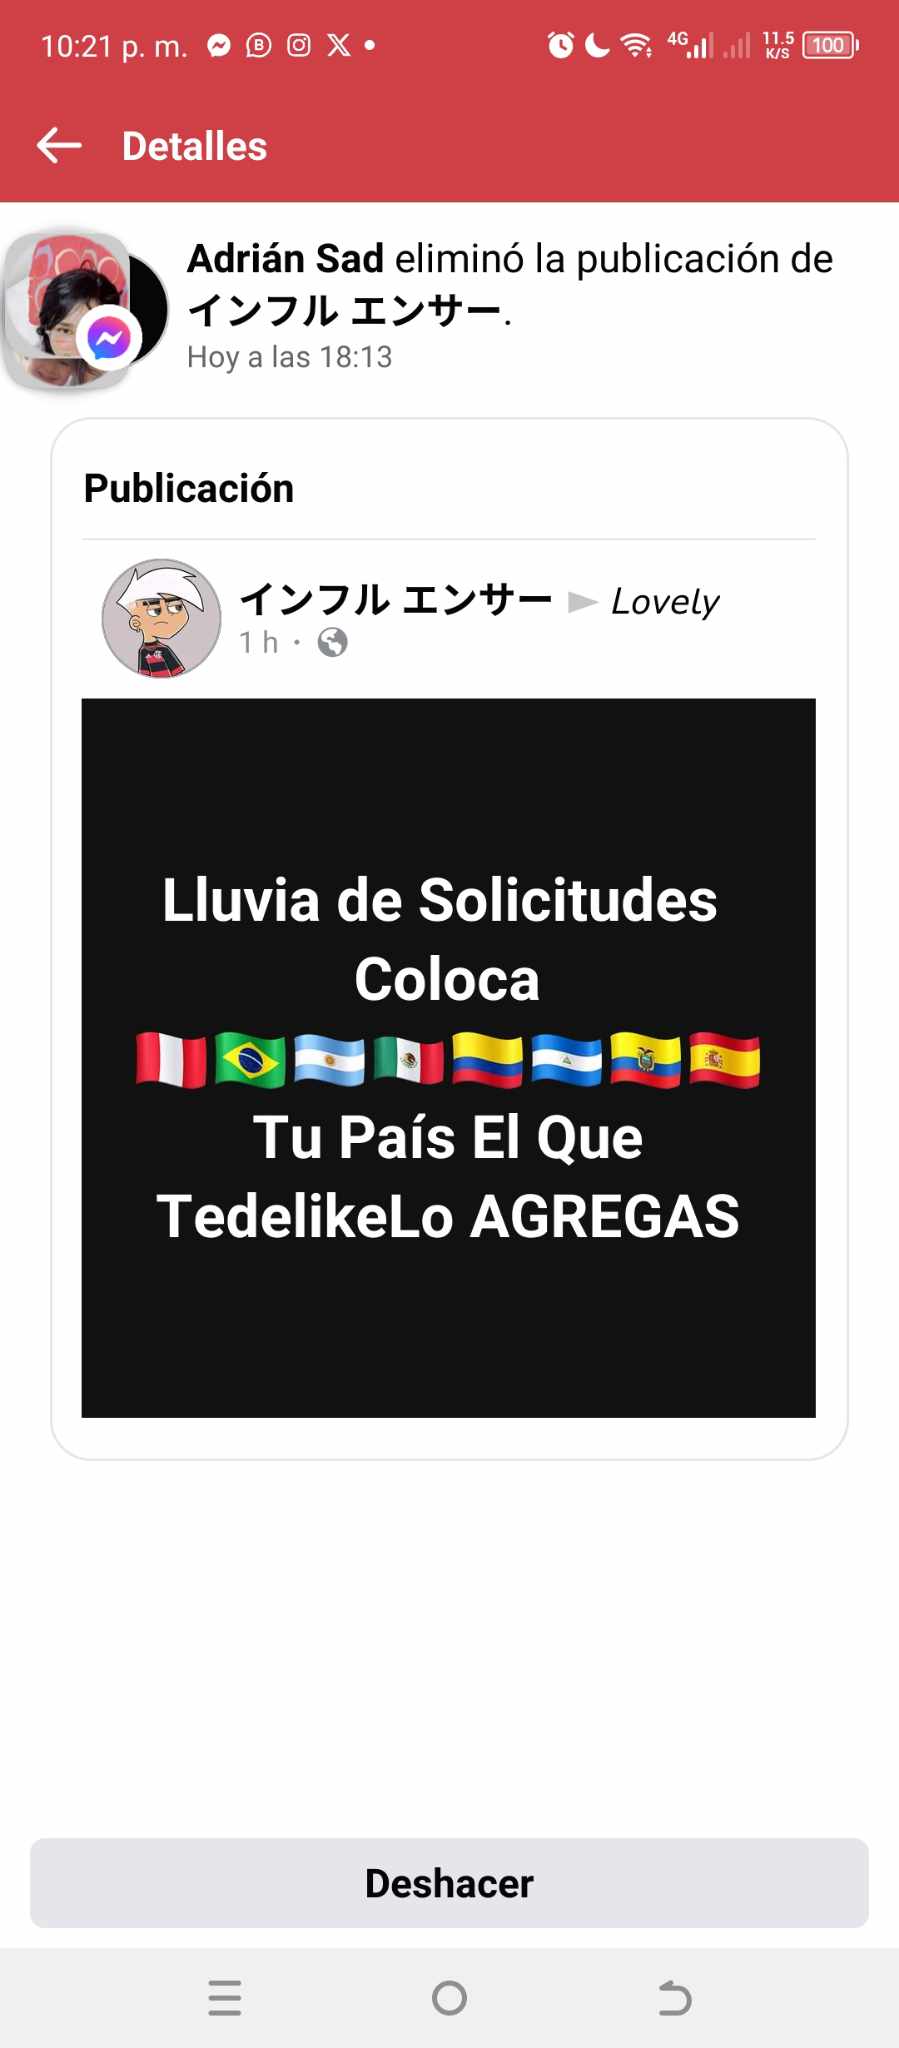 10:21 p. m.
4G
11.5
K/S
100
Detalles
Adrián Sad eliminó la publicación de
インフル エンサー.
Hoy a las 18:13
Publicación
インフル エンサー ► Lovely
1 h ·
Lluvia de Solicitudes
Coloca
🇵🇪🇧🇷🇦🇷🇲🇽🇨🇴🇳🇮🇪🇨🇪🇸
Tu País El Que
TedelikeLo AGREGAS
Deshacer